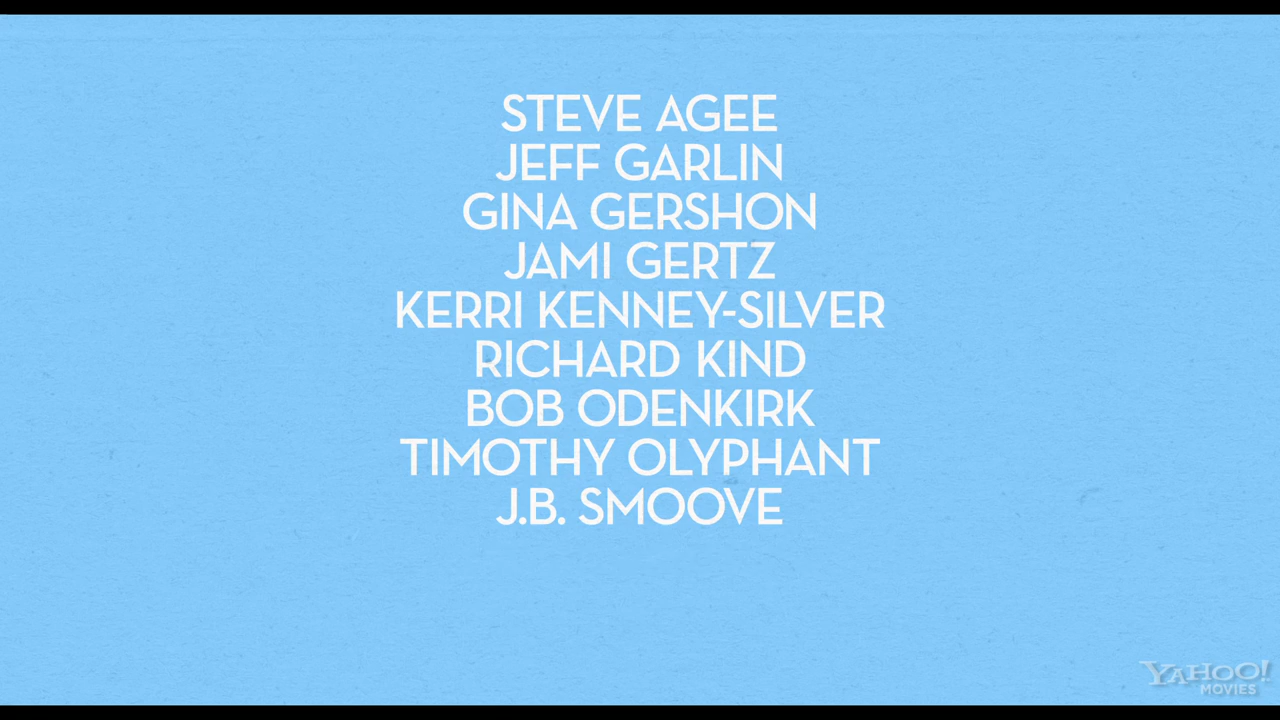 STEVE AGEE
JEFF GARLIN
GINA GERSHON
JAMI GERTZ
KERRI KENNEY-SILVER
RICHARD KIND
BOB ODENKIRK
TIMOTHY OLYPHANT
J.B. SMOOVE
YAHOO!
MOVIES